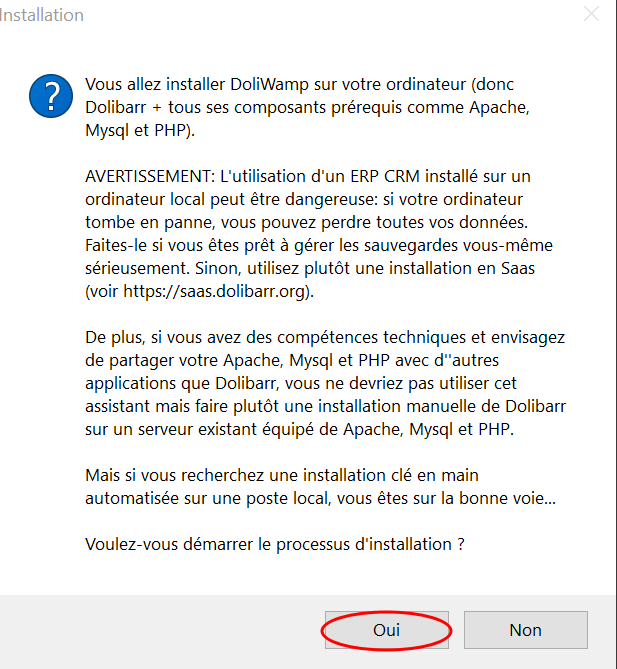 Installation
Vous allez installer DoliWamp sur votre ordinateur (donc
Dolibarr + tous ses composants prérequis comme Apache,
Mysql et PHP).
AVERTISSEMENT: L'utilisation d'un ERP CRM installé sur un
ordinateur local peut être dangereuse: si votre ordinateur
tombe en panne, vous pouvez perdre toutes vos données.
Faites-le si vous êtes prêt à gérer les sauvegardes vous-même
sérieusement. Sinon, utilisez plutôt une installation en Saas
(voir https://saas.dolibarr.org).
De plus, si vous avez des compétences techniques et envisagez
de partager votre Apache, Mysql et PHP avec d''autres
applications que Dolibarr, vous ne devriez pas utiliser cet
assistant mais faire plutôt une installation manuelle de Dolibarr
sur un serveur existant équipé de Apache, Mysql et PHP.
Mais si vous recherchez une installation clé en main
automatisée sur une poste local, vous êtes sur la bonne voie...
Voulez-vous démarrer le processus d'installation ?
Oui
Non